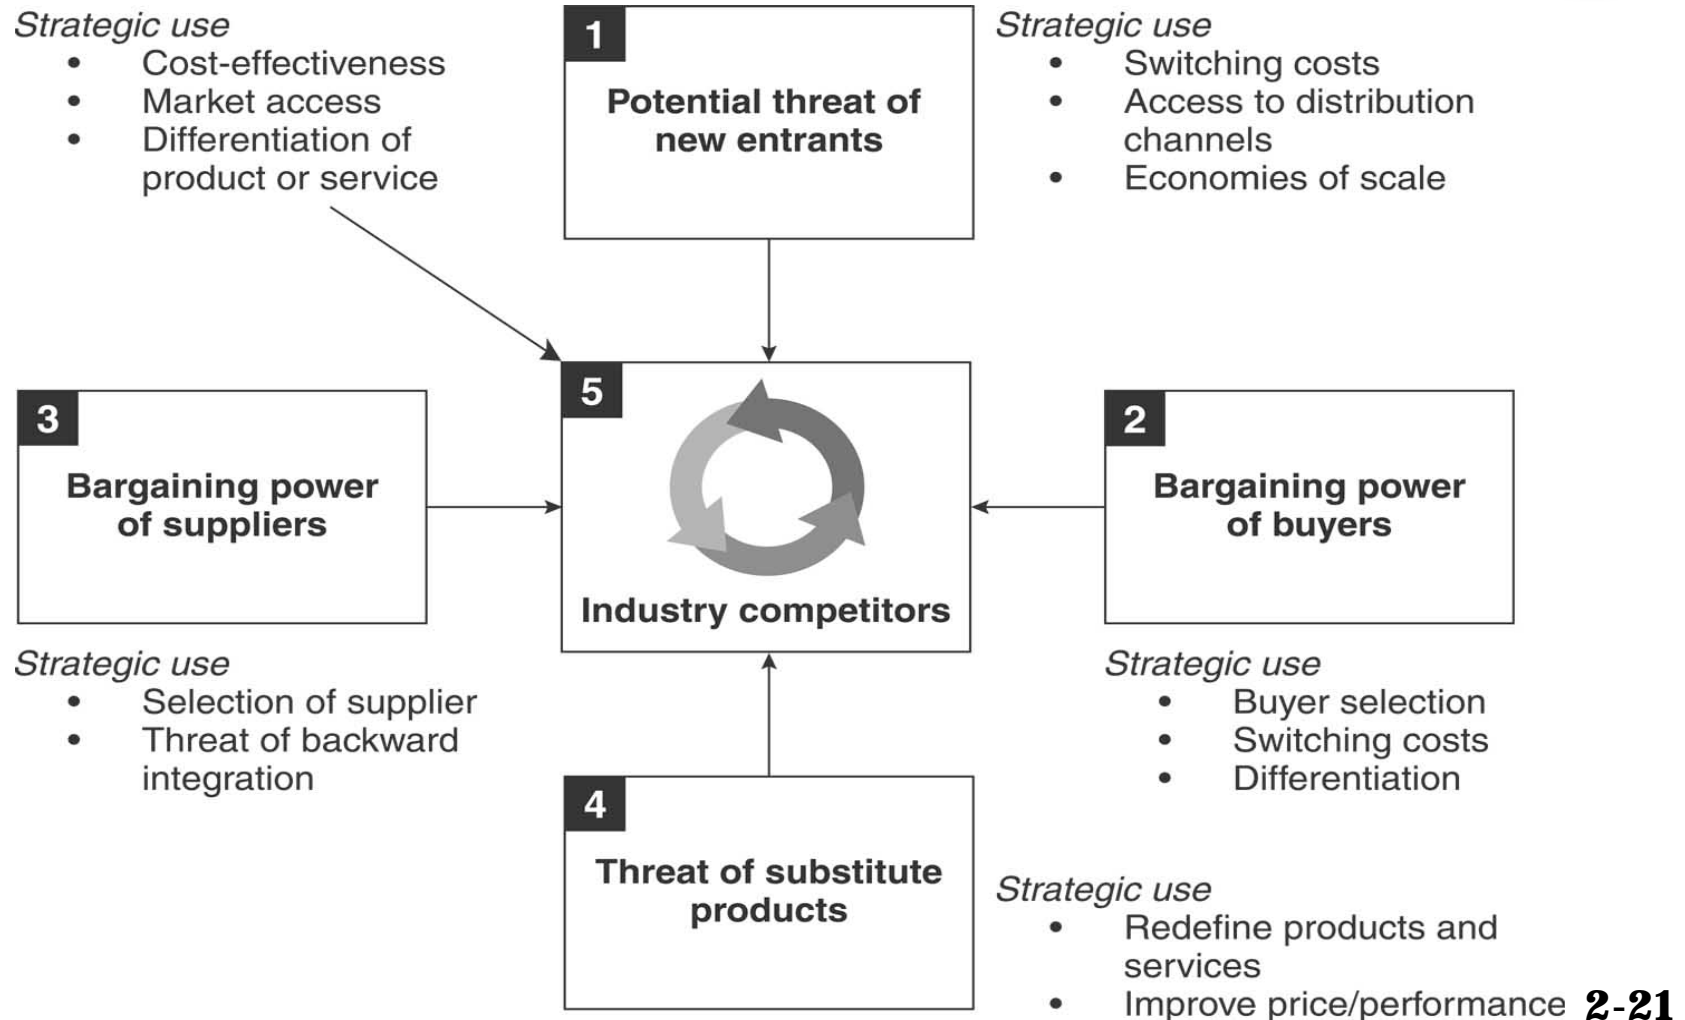 Strategic use
• Cost-effectiveness
• Market access
• Differentiation of
product or service
1
Potential threat of
new entrants
Strategic use
• Switching costs
• Access to distribution
channels
• Economies of scale
3
Bargaining power
of suppliers
Strategic use
• Selection of supplier
• Threat of backward
integration
5
Industry competitors
2
Bargaining power
of buyers
Strategic use
• Buyer selection
• Switching costs
• Differentiation
4
Threat of substitute
products
Strategic use
• Redefine products and
services
• Improve price/performance
2-21